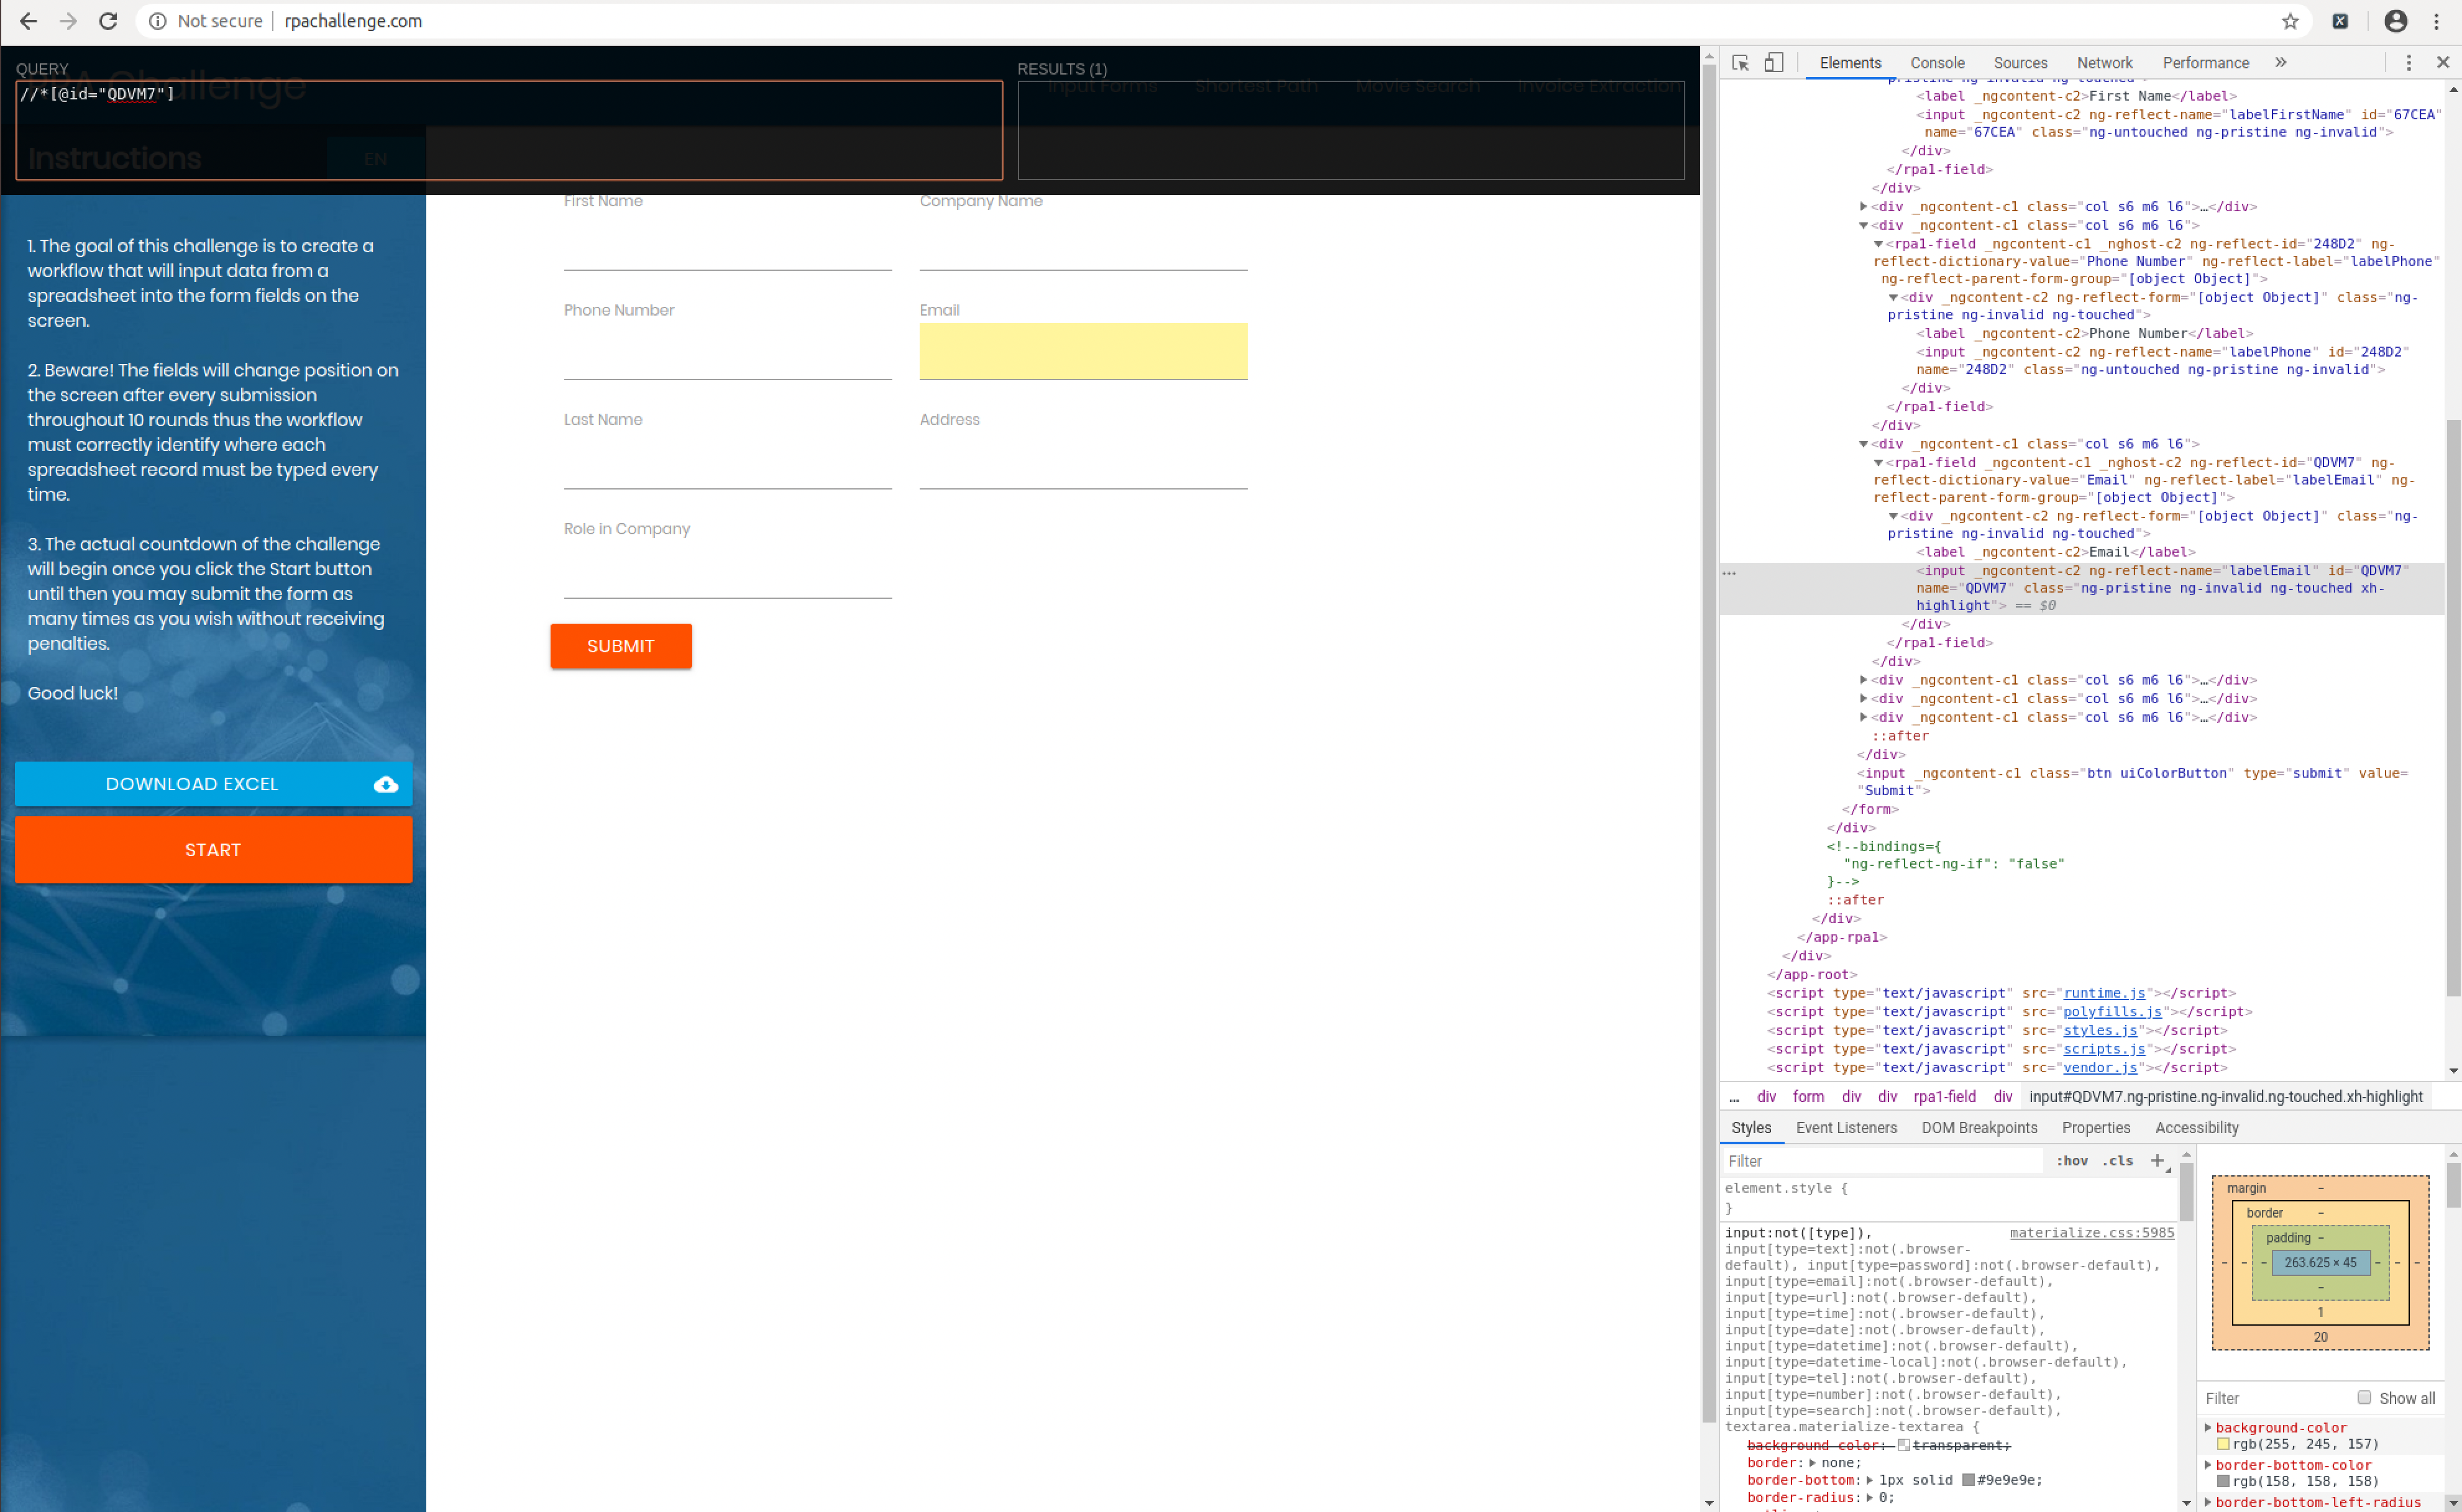 Not secure | rpachallenge.com
QUERY
RESULTS (1)
RPA Challenge
Input Forms Shortest Path Movie Search Invoice Extraction
//*[@id="QDVM7"]
Instructions EN
1. The goal of this challenge is to create a
workflow that will input data from a
spreadsheet into the form fields on the
screen.
2. Beware! The fields will change position on
the screen after every submission
throughout 10 rounds thus the workflow
must correctly identify where each
spreadsheet record must be typed every
time.
3. The actual countdown of the challenge
will begin once you click the Start button
until then you may submit the form as
many times as you wish without receiving
penalties.
Good luck!
DOWNLOAD EXCEL
START
First Name Company Name
Phone Number Email
Last Name Address
Role in Company
SUBMIT
Elements Console Sources Network Performance »
pristine ng-invalid ng-touched">
<label _ngcontent-c2>First Name</label>
<input _ngcontent-c2 ng-reflect-name="labelFirstName" id="67CEA"
name="67CEA" class="ng-untouched ng-pristine ng-invalid">
</div>
</rpa1-field>
</div>
<div _ngcontent-c1 class="col s6 m6 l6">…</div>
<div _ngcontent-c1 class="col s6 m6 l6">
<rpa1-field _ngcontent-c1 _nghost-c2 ng-reflect-id="248D2" ng-
reflect-dictionary-value="Phone Number" ng-reflect-label="labelPhone"
ng-reflect-parent-form-group="[object Object]">
<div _ngcontent-c2 ng-reflect-form="[object Object]" class="ng-
pristine ng-invalid ng-touched">
<label _ngcontent-c2>Phone Number</label>
<input _ngcontent-c2 ng-reflect-name="labelPhone" id="248D2"
name="248D2" class="ng-untouched ng-pristine ng-invalid">
</div>
</rpa1-field>
</div>
<div _ngcontent-c1 class="col s6 m6 l6">
<rpa1-field _ngcontent-c1 _nghost-c2 ng-reflect-id="QDVM7" ng-
reflect-dictionary-value="Email" ng-reflect-label="labelEmail" ng-
reflect-parent-form-group="[object Object]">
<div _ngcontent-c2 ng-reflect-form="[object Object]" class="ng-
pristine ng-invalid ng-touched">
<label _ngcontent-c2>Email</label>
<input _ngcontent-c2 ng-reflect-name="labelEmail" id="QDVM7"
name="QDVM7" class="ng-pristine ng-invalid ng-touched xh-
highlight"> == $0
</div>
</rpa1-field>
</div>
<div _ngcontent-c1 class="col s6 m6 l6">…</div>
<div _ngcontent-c1 class="col s6 m6 l6">…</div>
<div _ngcontent-c1 class="col s6 m6 l6">…</div>
::after
</div>
<input _ngcontent-c1 class="btn uiColorButton" type="submit" value=
"Submit">
</form>
</div>
<!--bindings={
"ng-reflect-ng-if": "false"
}-->
::after
</div>
</app-rpa1>
</div>
</app-root>
<script type="text/javascript" src="runtime.js"></script>
<script type="text/javascript" src="polyfills.js"></script>
<script type="text/javascript" src="styles.js"></script>
<script type="text/javascript" src="scripts.js"></script>
<script type="text/javascript" src="vendor.js"></script>
... div form div div rpa1-field div input#QDVM7.ng-pristine.ng-invalid.ng-touched.xh-highlight
Styles Event Listeners DOM Breakpoints Properties Accessibility
Filter :hov .cls +
element.style {
}
input:not([type]), materialize.css:5985
input[type=text]:not(.browser-
default), input[type=password]:not(.browser-default),
input[type=email]:not(.browser-default),
input[type=url]:not(.browser-default),
input[type=time]:not(.browser-default),
input[type=date]:not(.browser-default),
input[type=datetime]:not(.browser-default),
input[type=datetime-local]:not(.browser-default),
input[type=tel]:not(.browser-default),
input[type=number]:not(.browser-default),
input[type=search]:not(.browser-default),
textarea.materialize-textarea {
background-color: transparent;
border: none;
border-bottom: 1px solid #9e9e9e;
border-radius: 0;
margin –
border –
padding –
– – – 263.625 × 45 – – –
–
1
20
Filter Show all
background-color
rgb(255, 245, 157)
border-bottom-color
rgb(158, 158, 158)
border-bottom-left-radius